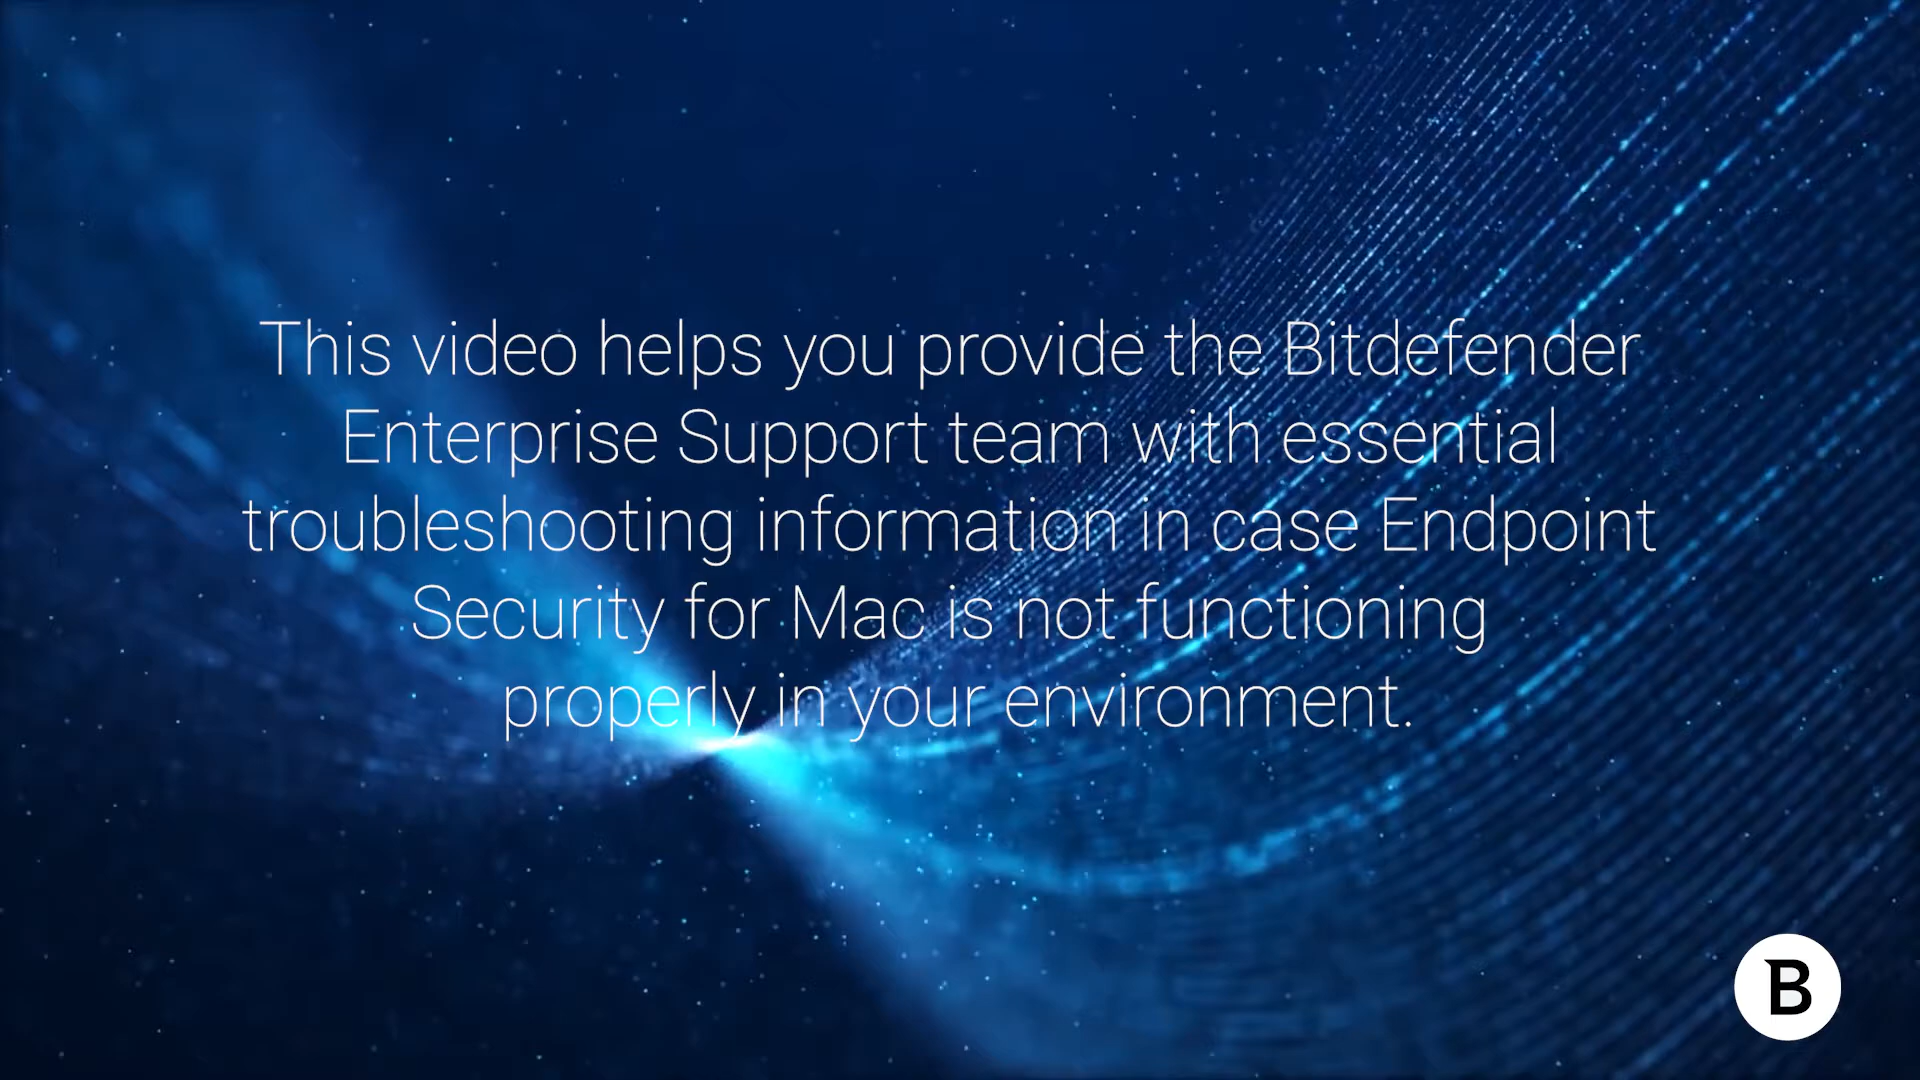 This video helps you provide the Bitdefender
Enterprise Support team with essential
troubleshooting information in case Endpoint
Security for Mac is not functioning
properly in your environment.
B